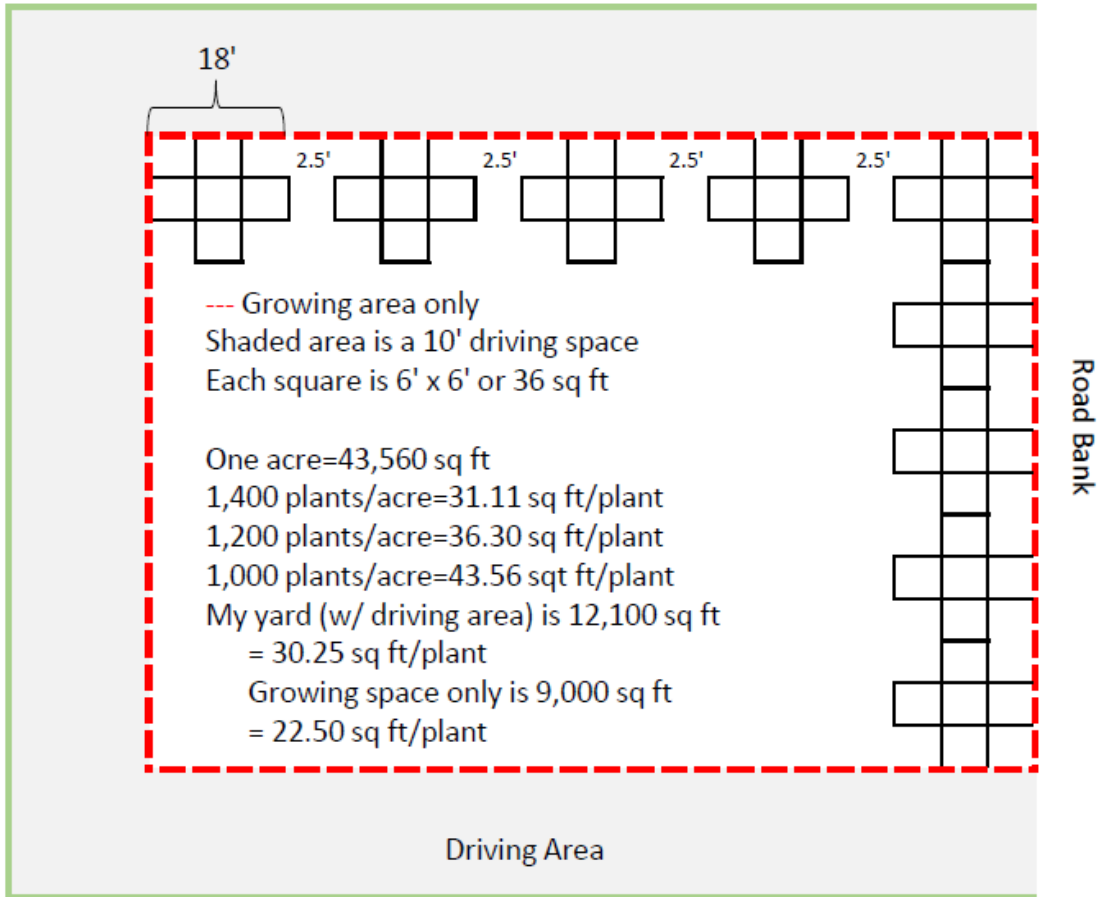 18'
2.5' 2.5' 2.5' 2.5'
--- Growing area only
Shaded area is a 10' driving space
Each square is 6' x 6' or 36 sq ft
One acre=43,560 sq ft
1,400 plants/acre=31.11 sq ft/plant
1,200 plants/acre=36.30 sq ft/plant
1,000 plants/acre=43.56 sqt ft/plant
My yard (w/ driving area) is 12,100 sq ft
= 30.25 sq ft/plant
Growing space only is 9,000 sq ft
= 22.50 sq ft/plant
Road Bank
Driving Area